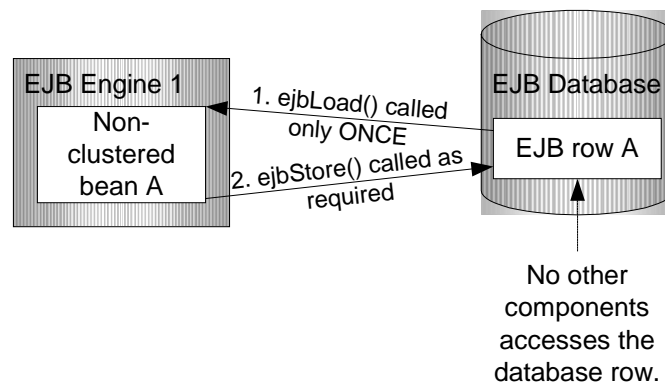 EJB Engine 1
Non-
clustered
bean A
1. ejbLoad() called
only ONCE
2. ejbStore() called as
required
EJB Database
EJB row A
No other
components
accesses the
database row.